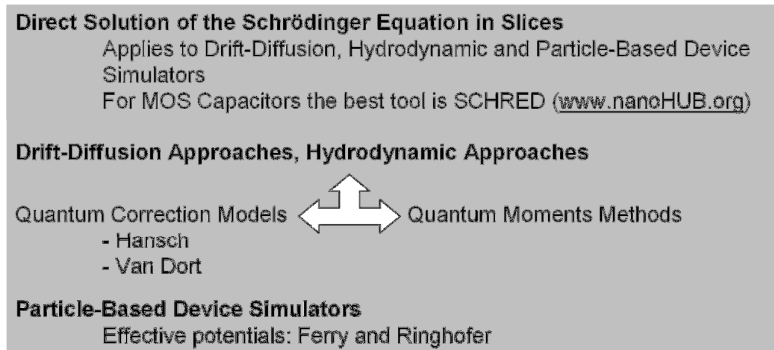 Direct Solution of the Schrödinger Equation in Slices
Applies to Drift-Diffusion, Hydrodynamic and Particle-Based Device
Simulators
For MOS Capacitors the best tool is SCHRED (www.nanoHUB.org)
Drift-Diffusion Approaches, Hydrodynamic Approaches
Quantum Correction Models Quantum Moments Methods
- Hansch
- Van Dort
Particle-Based Device Simulators
Effective potentials: Ferry and Ringhofer